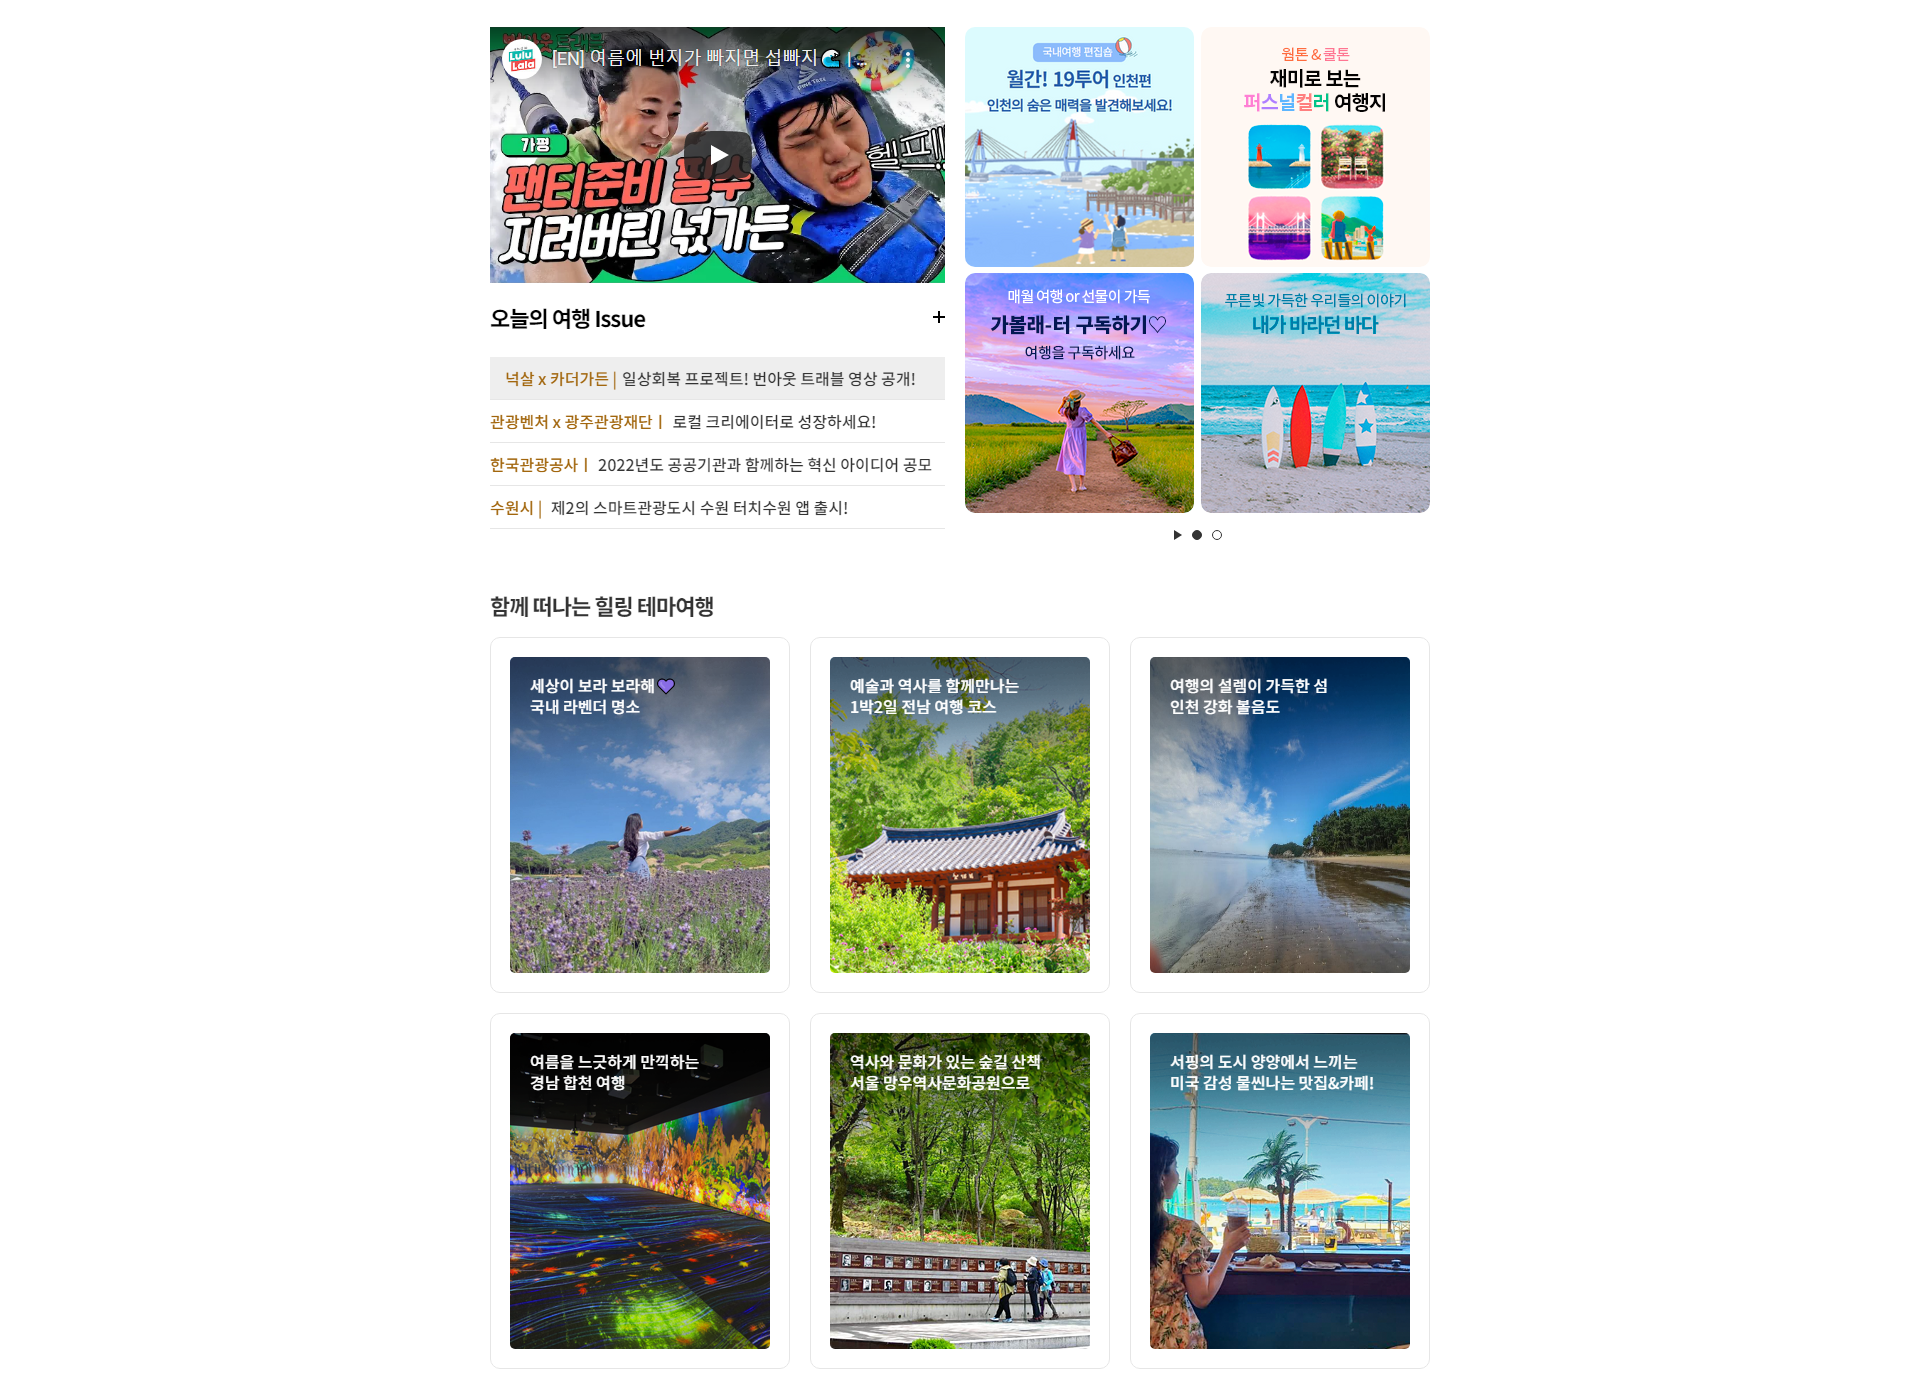 LuLu
LaLa
[EN] 여름에 번지가 빠지면 섭빠지🌊 | ...
가평
팬티준비 필수
지려버린 넋가든
헬프!!
오늘의 여행 Issue
넉살 x 카더가든 | 일상회복 프로젝트! 번아웃 트래블 영상 공개!
관광벤처 x 광주관광재단ㅣ 로컬 크리에이터로 성장하세요!
한국관광공사ㅣ 2022년도 공공기관과 함께하는 혁신 아이디어 공모
수원시 | 제2의 스마트관광도시 수원 터치수원 앱 출시!
국내여행 편집숍
월간! 19투어 인천편
인천의 숨은 매력을 발견해보세요!
웜톤 & 쿨톤
재미로 보는
퍼스널컬러 여행지
매월 여행 or 선물이 가득
가볼래-터 구독하기♡
여행을 구독하세요
푸른빛 가득한 우리들의 이야기
내가 바라던 바다
함께 떠나는 힐링 테마여행
세상이 보라 보라해💜
국내 라벤더 명소
예술과 역사를 함께만나는
1박2일 전남 여행 코스
여행의 설렘이 가득한 섬
인천 강화 볼음도
여름을 느긋하게 만끽하는
경남 합천 여행
역사와 문화가 있는 숲길 산책
서울 망우역사문화공원으로
서핑의 도시 양양에서 느끼는
미국 감성 물씬나는 맛집&카페!